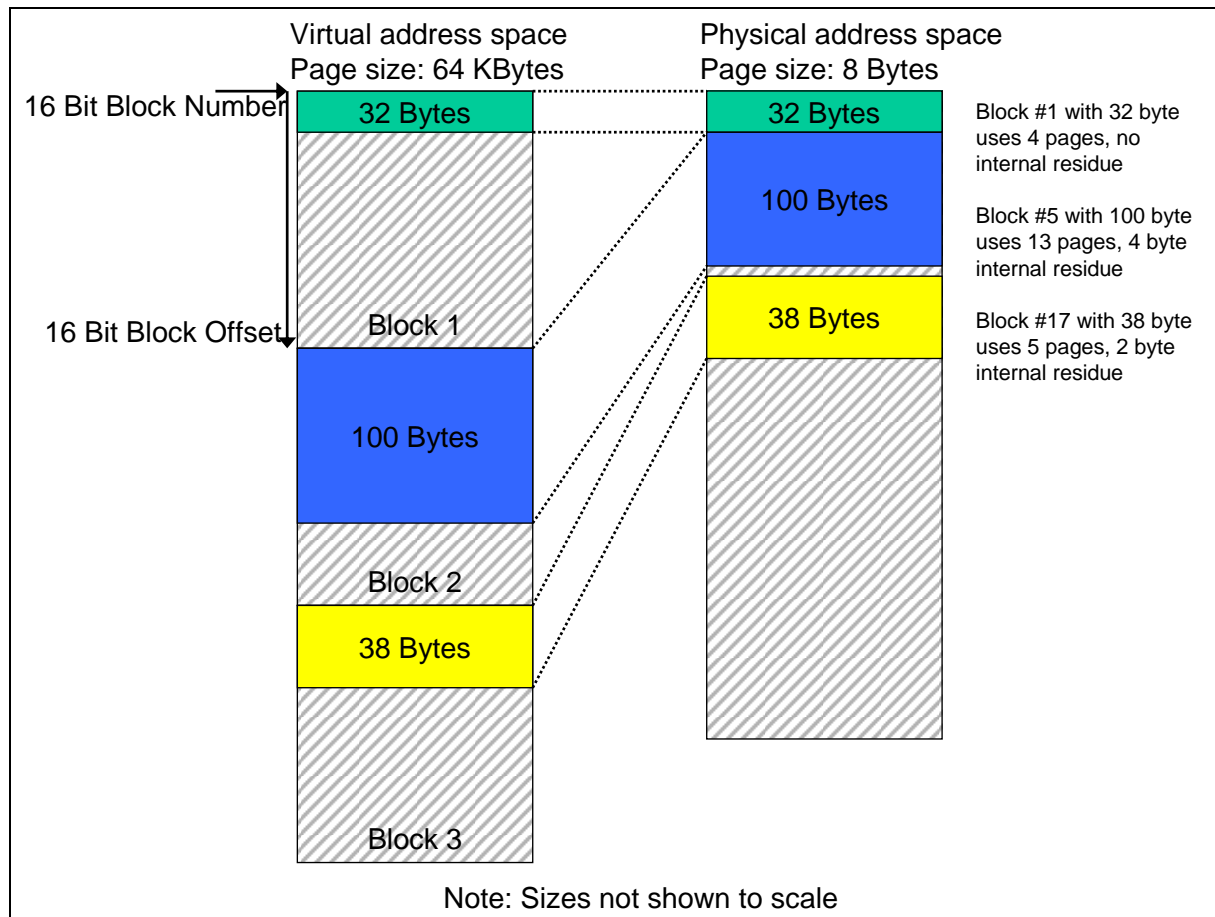 Virtual address space
Page size: 64 KBytes
Physical address space
Page size: 8 Bytes
16 Bit Block Number
32 Bytes
32 Bytes
Block #1 with 32 byte
uses 4 pages, no
internal residue
100 Bytes
Block #5 with 100 byte
uses 13 pages, 4 byte
internal residue
16 Bit Block Offset
Block 1
38 Bytes
Block #17 with 38 byte
uses 5 pages, 2 byte
internal residue
100 Bytes
Block 2
38 Bytes
Block 3
Note: Sizes not shown to scale